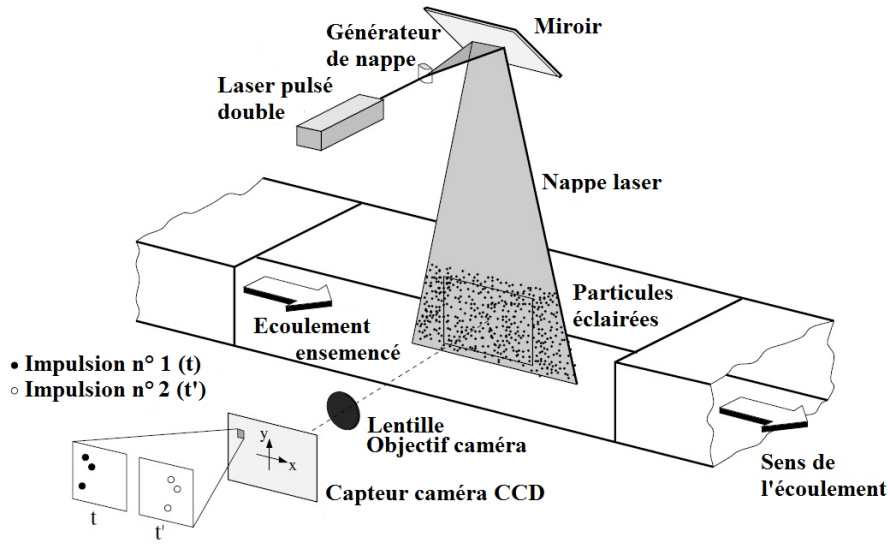 Miroir
Générateur
de nappe
Laser pulsé
double
Nappe laser
Particules
éclairées
Ecoulement
ensemencé
• Impulsion n° 1 (t)
○ Impulsion n° 2 (t')
Lentille
Objectif caméra
y
x
Capteur caméra CCD
t
t'
Sens de
l'écoulement